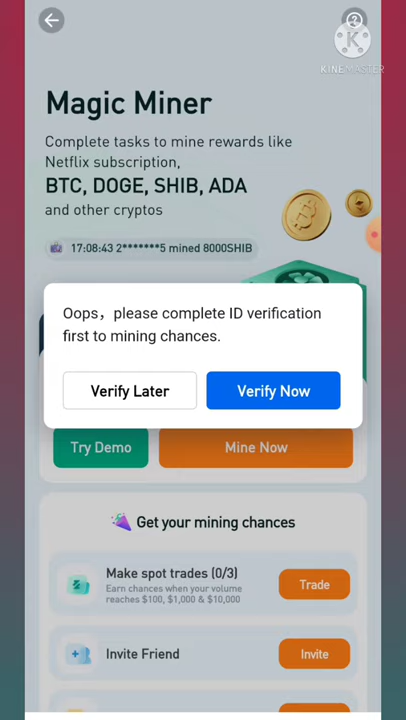 KINEMASTER
Magic Miner
Complete tasks to mine rewards like
Netflix subscription,
BTC, DOGE, SHIB, ADA
and other cryptos
17:08:43 2*******5 mined 8000SHIB
Oops，please complete ID verification
first to mining chances.
Verify Later
Verify Now
Try Demo
Mine Now
Get your mining chances
Make spot trades (0/3)
Earn chances when your volume
reaches $100, $1,000 & $10,000
Trade
Invite Friend
Invite